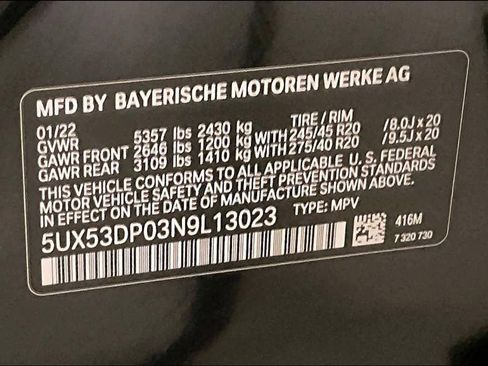 MFD BY BAYERISCHE MOTOREN WERKE AG
01/22 TIRE / RIM
GVWR 5357 lbs 2430 kg
GAWR FRONT 2646 lbs 1200 kg WITH 245/45 R20 /8.0J x 20
GAWR REAR 3109 lbs 1410 kg WITH 275/40 R20 /9.5J x 20
THIS VEHICLE CONFORMS TO ALL APPLICABLE U. S. FEDERAL
MOTOR VEHICLE SAFETY AND THEFT PREVENTION STANDARDS
IN EFFECT ON THE DATE OF MANUFACTURE SHOWN ABOVE.
5UX53DP03N9L13023 TYPE: MPV
416M
7 320 730